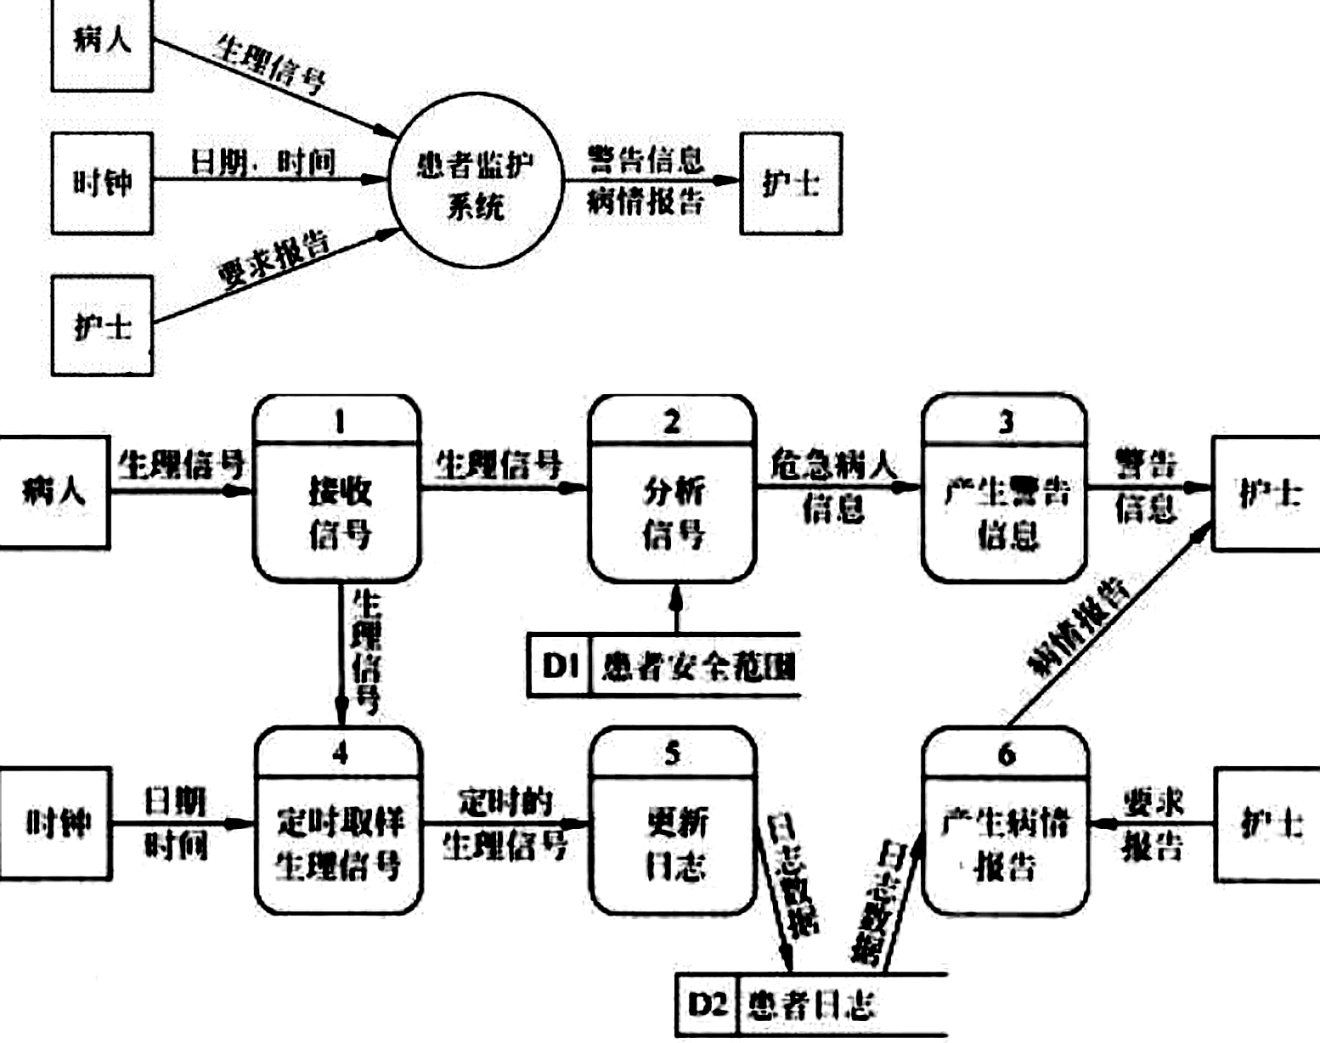 病人
生理信号
时钟
日期，时间
患者监护
系统
警告信息
病情报告
护士
要求报告
护士
1
2
3
病人
生理信号
接收
信号
生理信号
分析
信号
危急病人
信息
产生警告
信息
警告
信息
护士
生理信号
D1
患者安全范围
病情报告
4
5
6
时钟
日期
时间
定时取样
生理信号
定时的
生理信号
更新
日志
日志数据
日志数据
产生病情
报告
要求
报告
护士
D2
患者日志